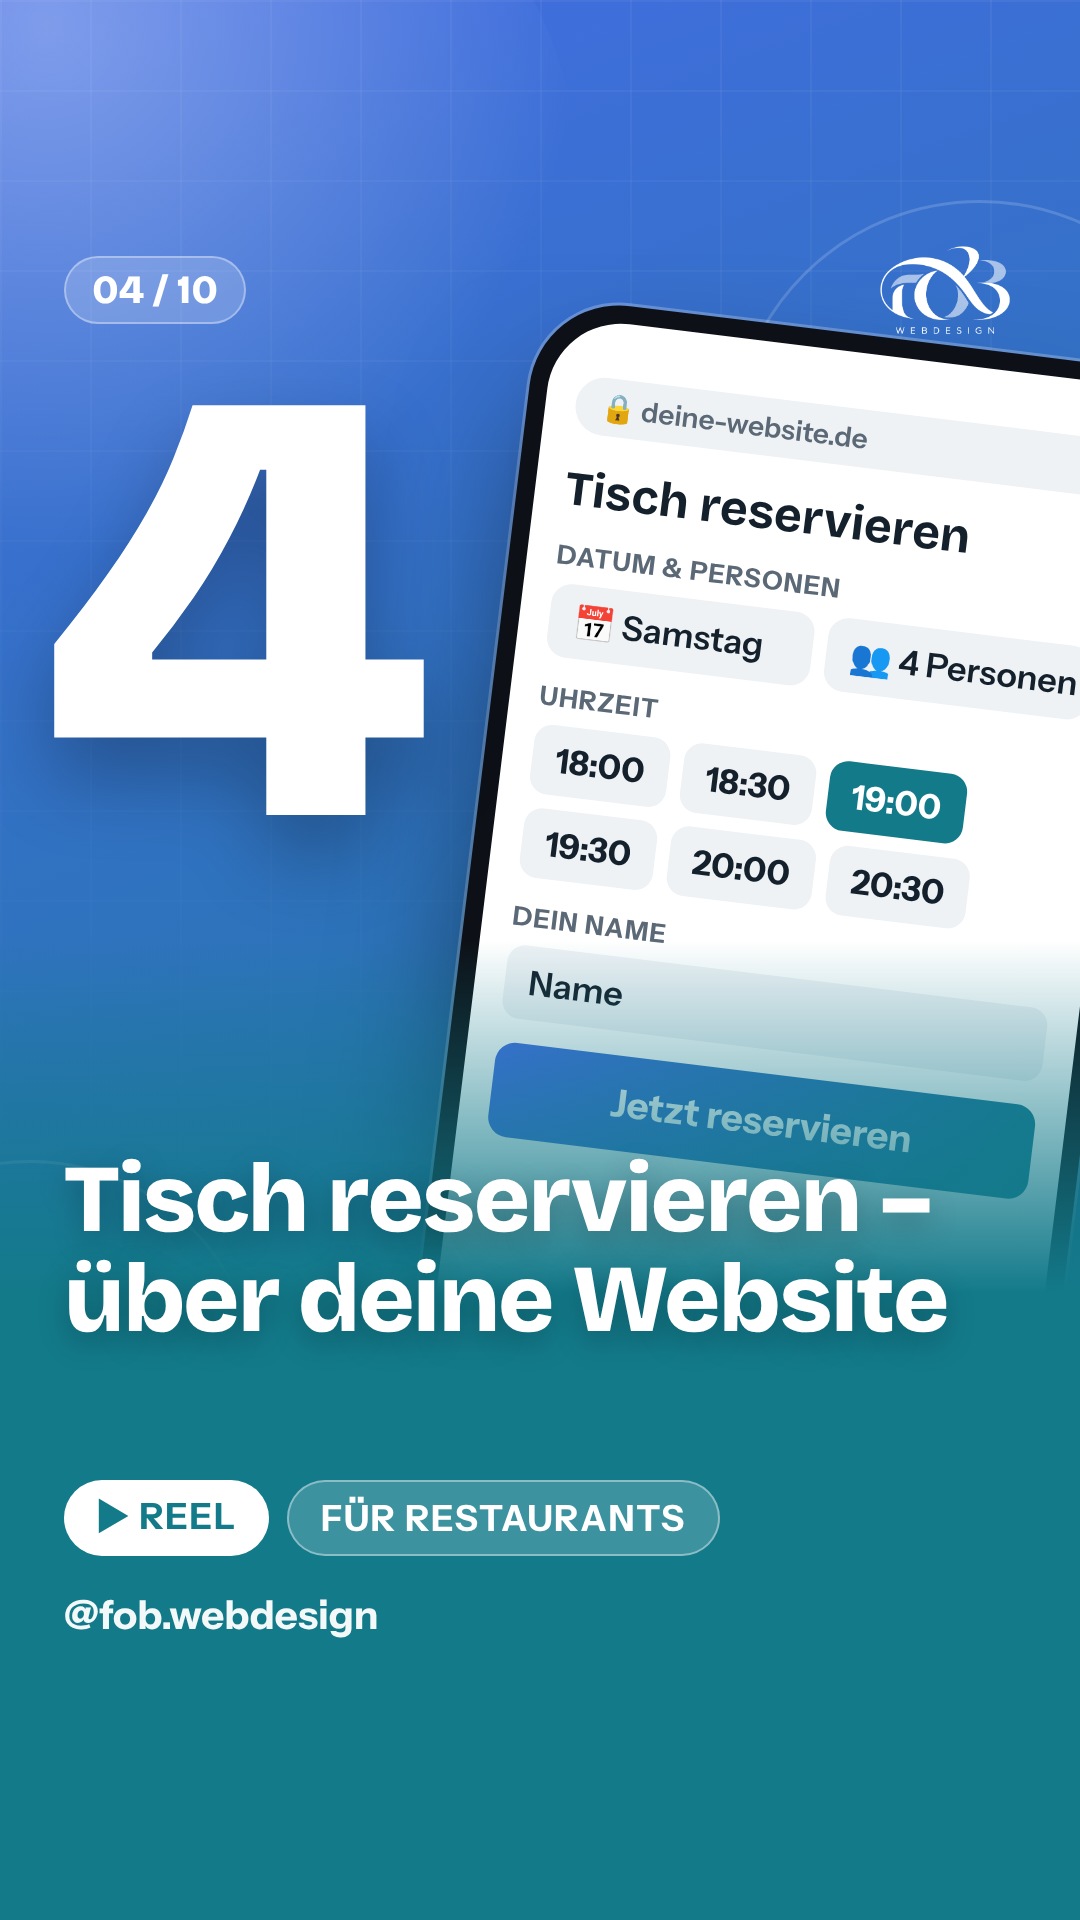 04 / 10
WEBDESIGN
4
deine-website.de
Tisch reservieren
DATUM & PERSONEN
July
17
Samstag
4 Personen
UHRZEIT
18:00
18:30
19:00
19:30
20:00
20:30
DEIN NAME
Name
Jetzt reservieren
Tisch reservieren –
über deine Website
REEL
FÜR RESTAURANTS
@fob.webdesign